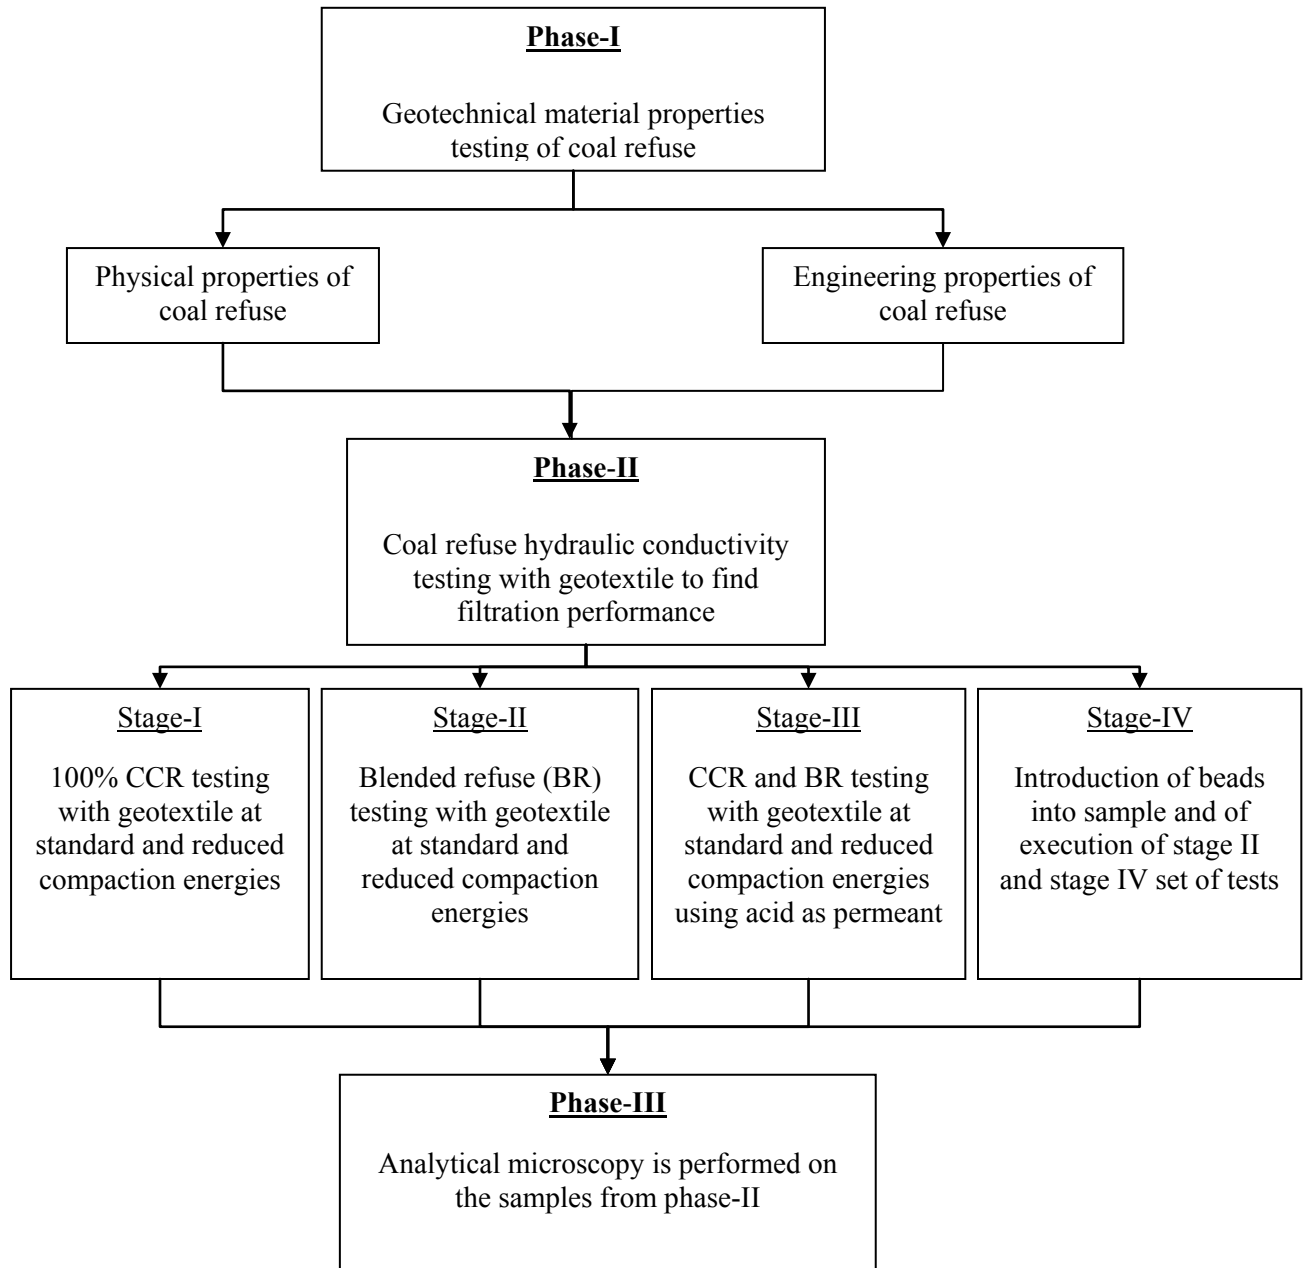 Phase-I
Geotechnical material properties
testing of coal refuse
Physical properties of
coal refuse
Engineering properties of
coal refuse
Phase-II
Coal refuse hydraulic conductivity
testing with geotextile to find
filtration performance
Stage-I
100% CCR testing
with geotextile at
standard and reduced
compaction energies
Stage-II
Blended refuse (BR)
testing with geotextile
at standard and
reduced compaction
energies
Stage-III
CCR and BR testing
with geotextile at
standard and reduced
compaction energies
using acid as permeant
Stage-IV
Introduction of beads
into sample and of
execution of stage II
and stage IV set of tests
Phase-III
Analytical microscopy is performed on
the samples from phase-II